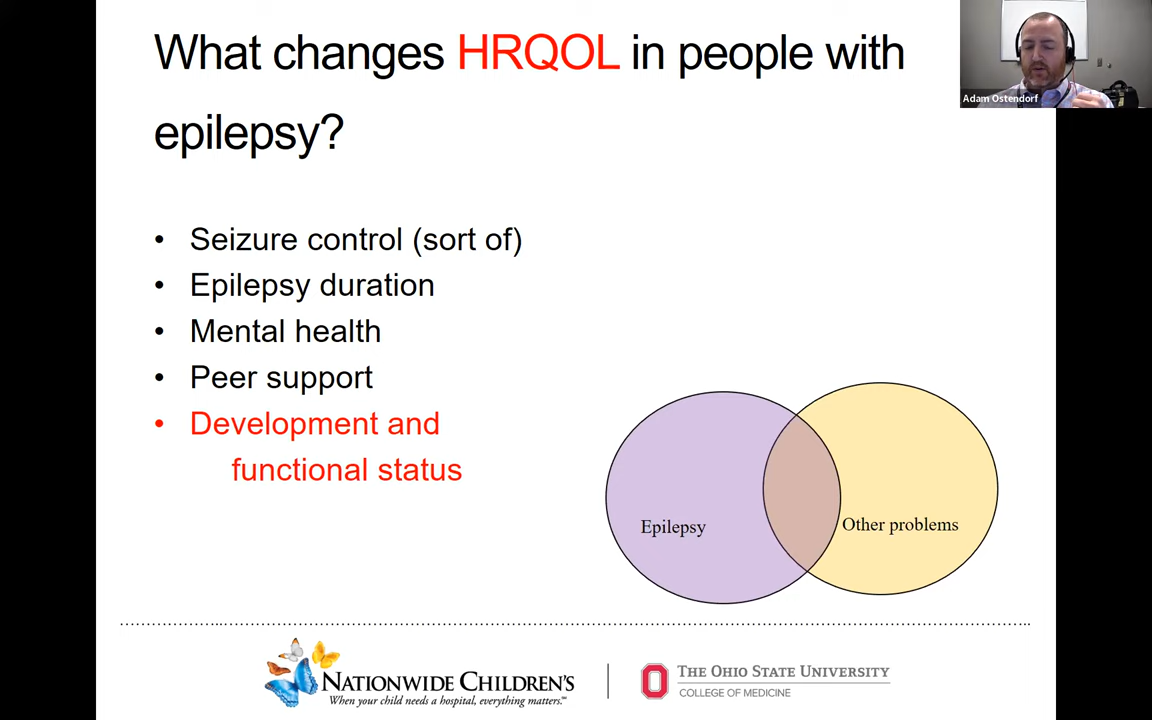 What changes HRQOL in people with
epilepsy?
Adam Ostendorf
• Seizure control (sort of)
• Epilepsy duration
• Mental health
• Peer support
• Development and
functional status
Epilepsy
Other problems
NATIONWIDE CHILDREN'S
When your child needs a hospital, everything matters.™
THE OHIO STATE UNIVERSITY
COLLEGE OF MEDICINE